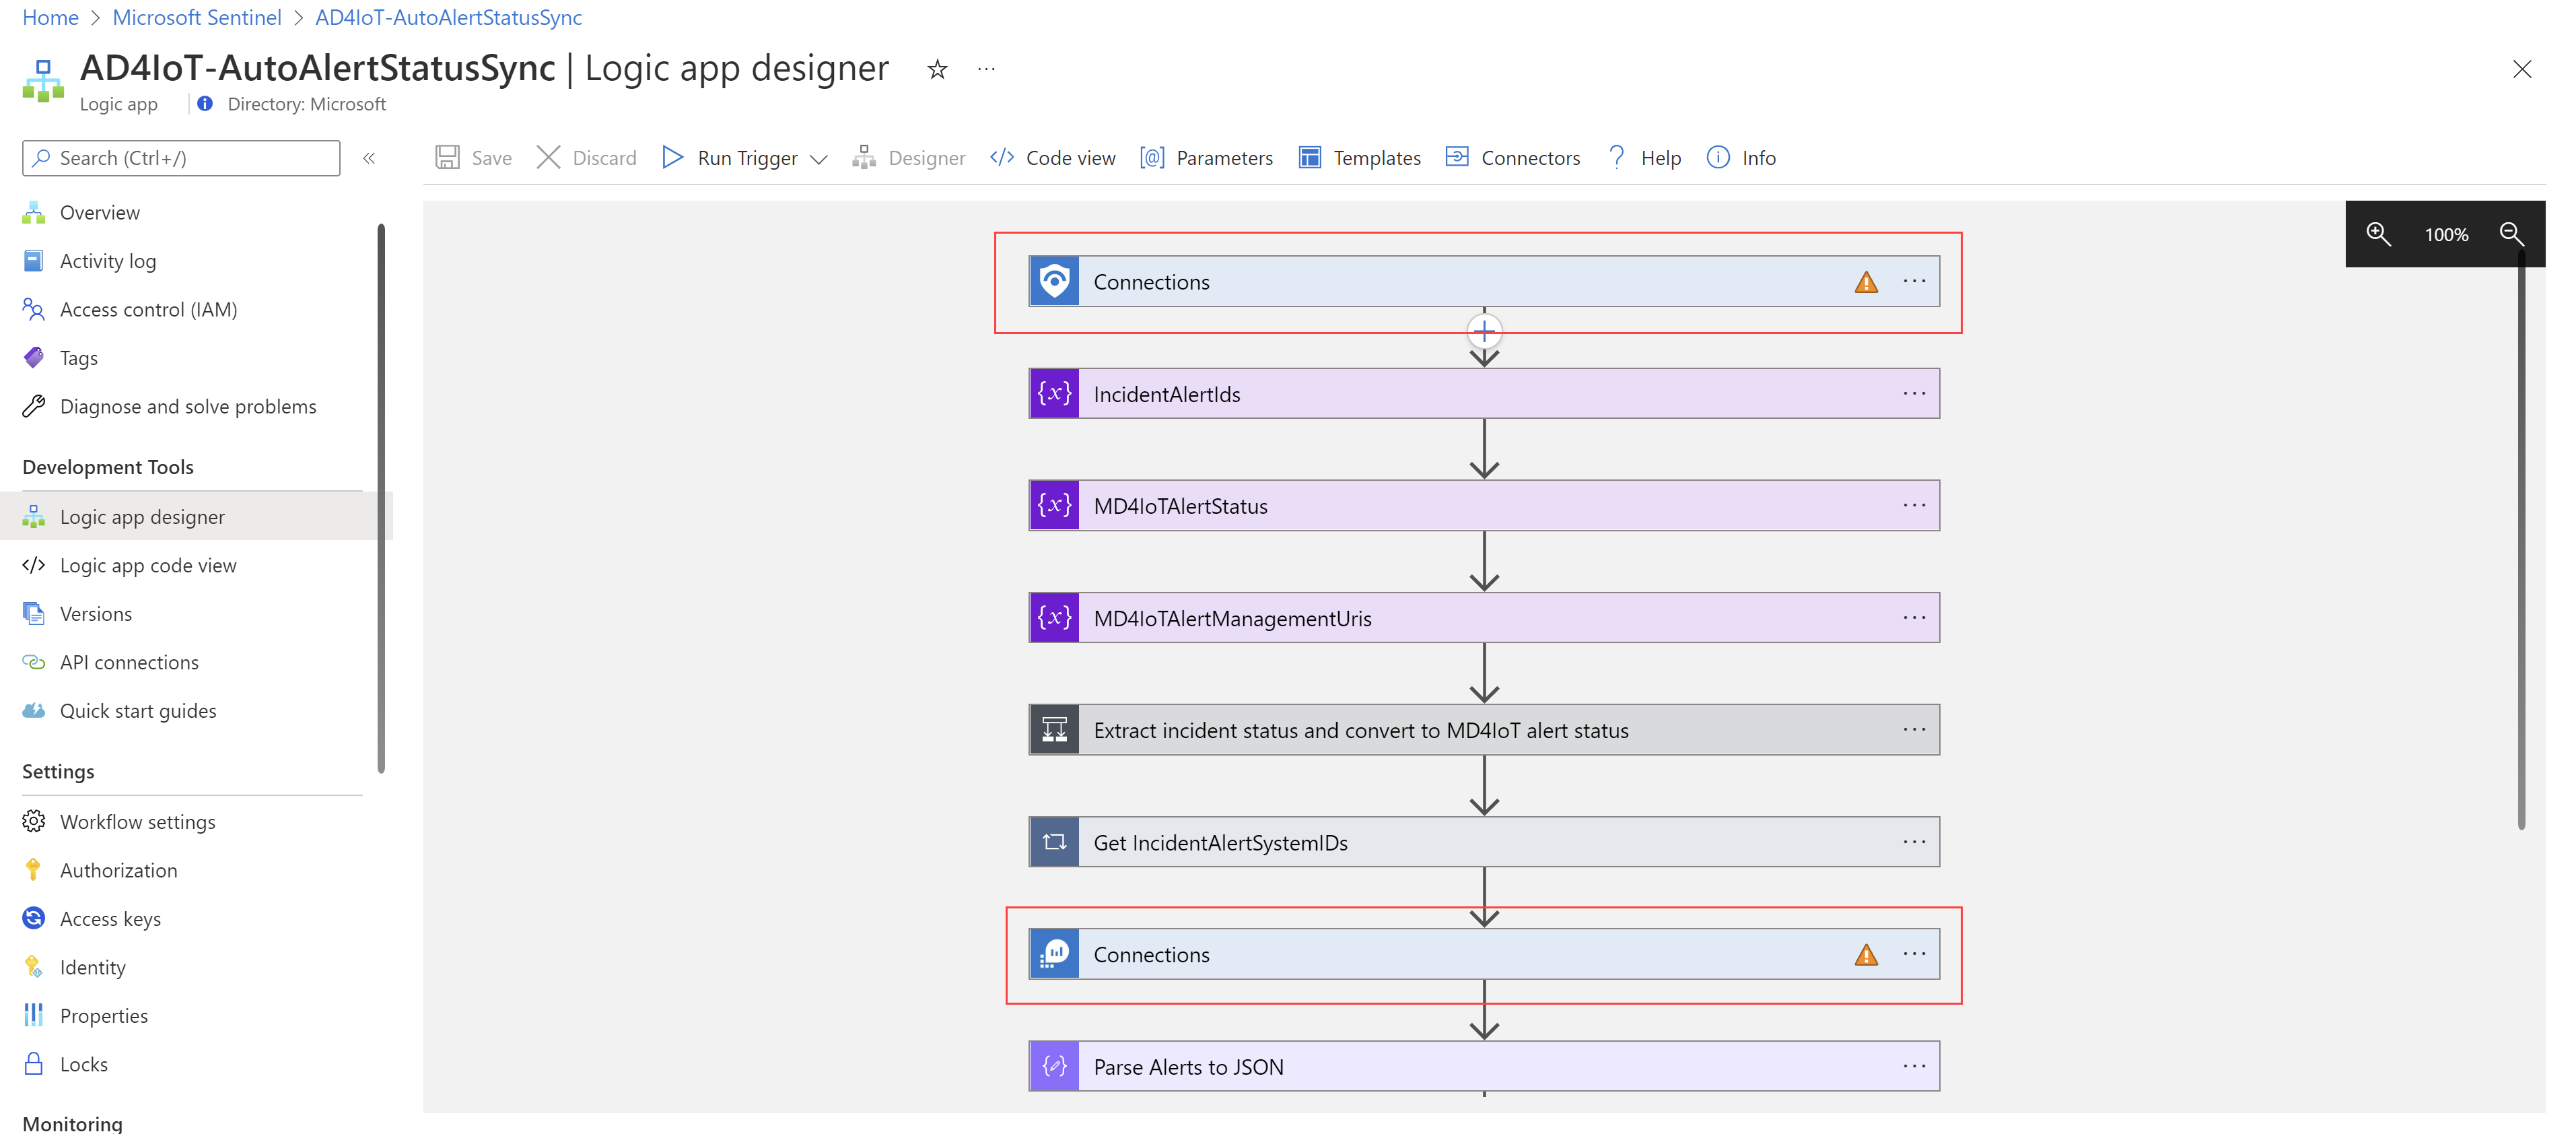 Home > Microsoft Sentinel > AD4IoT-AutoAlertStatusSync
AD4IoT-AutoAlertStatusSync | Logic app designer
Logic app
Directory: Microsoft
Search (Ctrl+/)
Save
Discard
Run Trigger
Designer
Code view
Parameters
Templates
Connectors
Help
Info
Overview
Activity log
Access control (IAM)
Tags
Diagnose and solve problems
Development Tools
Logic app designer
Logic app code view
Versions
API connections
Quick start guides
Settings
Workflow settings
Authorization
Access keys
Identity
Properties
Locks
Monitoring
100%
Connections
{x} IncidentAlertIds
{x} MD4IoTAlertStatus
{x} MD4IoTAlertManagementUris
Extract incident status and convert to MD4IoT alert status
Get IncidentAlertSystemIDs
Connections
Parse Alerts to JSON